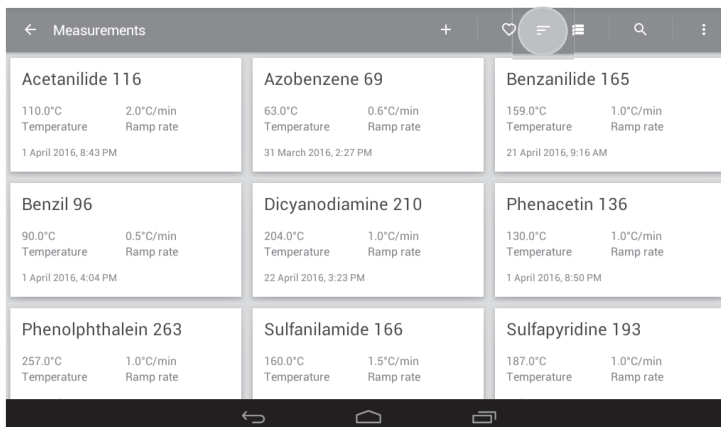 Measurements
Acetanilide 116
110.0°C 2.0°C/min
Temperature Ramp rate
1 April 2016, 8:43 PM
Azobenzene 69
63.0°C 0.6°C/min
Temperature Ramp rate
31 March 2016, 2:27 PM
Benzanilide 165
159.0°C 1.0°C/min
Temperature Ramp rate
21 April 2016, 9:16 AM
Benzil 96
90.0°C 0.5°C/min
Temperature Ramp rate
1 April 2016, 4:04 PM
Dicyanodiamine 210
204.0°C 1.0°C/min
Temperature Ramp rate
22 April 2016, 3:23 PM
Phenacetin 136
130.0°C 1.0°C/min
Temperature Ramp rate
1 April 2016, 8:50 PM
Phenolphthalein 263
257.0°C 1.0°C/min
Temperature Ramp rate
Sulfanilamide 166
160.0°C 1.5°C/min
Temperature Ramp rate
Sulfapyridine 193
187.0°C 1.0°C/min
Temperature Ramp rate